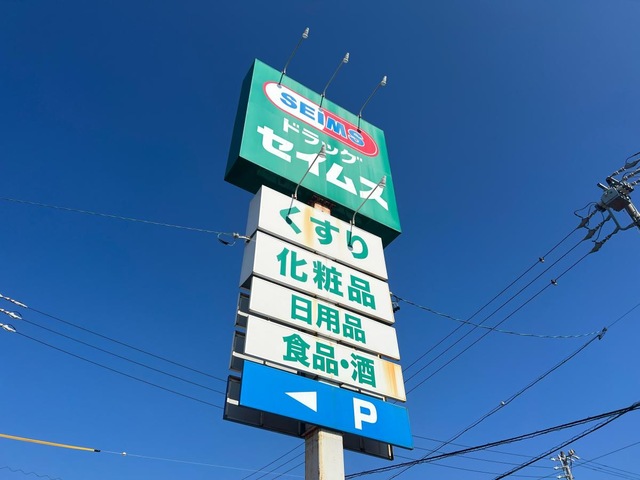 SEiMS
ドラッグ
セイムス
くすり
化粧品
日用品
食品・酒
P